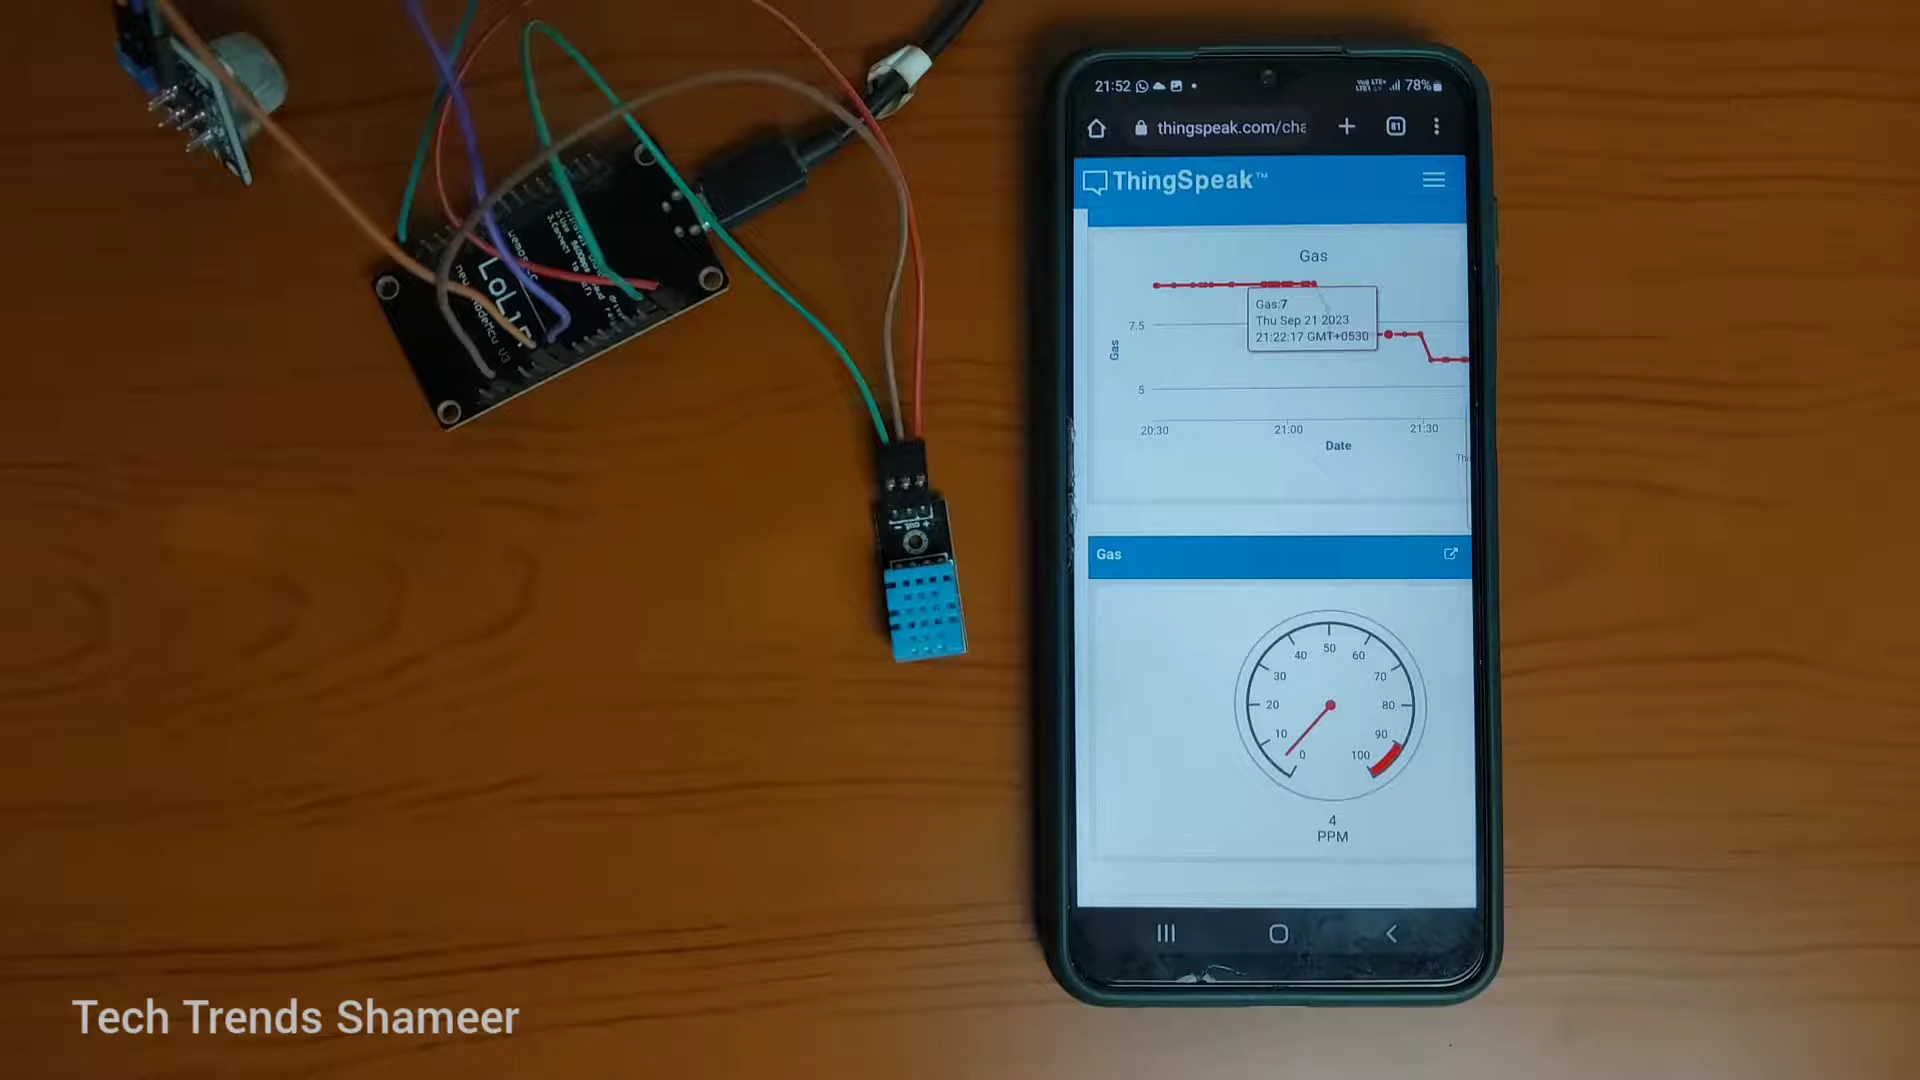 21:52
78%
thingspeak.com/cha
81
ThingSpeak™
Gas
Gas:7
Thu Sep 21 2023
21:22:17 GMT+0530
7.5
5
Gas
20:30 21:00 21:30
Date
Gas
0 10 20 30 40 50 60 70 80 90 100
4
PPM
+ out -
Tech Trends Shameer